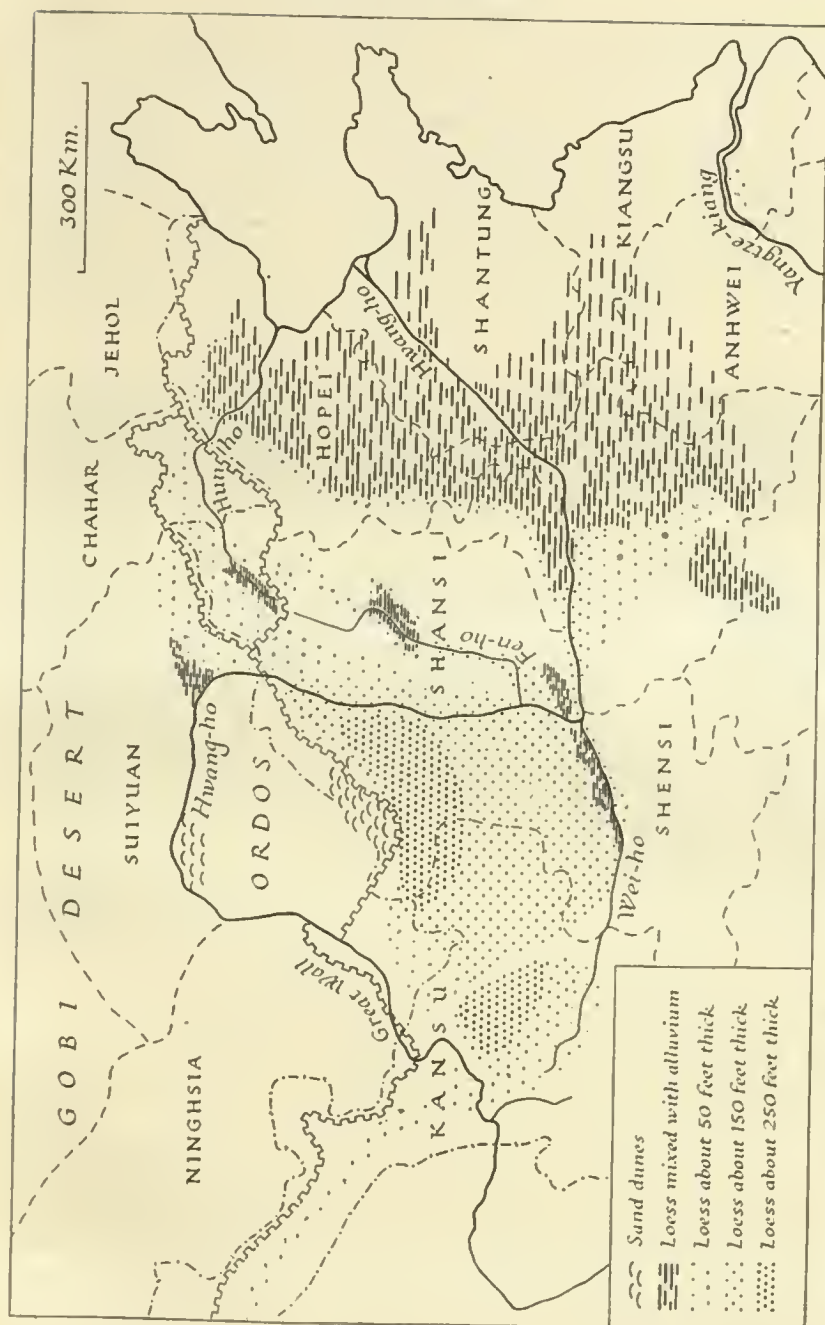 GOBI DESERT
JEHOL
CHAHAR
SUIYUAN
NINGHSIA
300 Km.
Hwang-ho
ORDOS
Great Wall
KANSU
Hun ho
HOPEI
SHANSI
Fen-ho
Hwang-ho
SHANTUNG
KIANGSU
Wei-ho
SHENSI
ANHWEI
Yangtze-kiang
Sand dunes
Loess mixed with alluvium
Loess about 50 feet thick
Loess about 150 feet thick
Loess about 250 feet thick